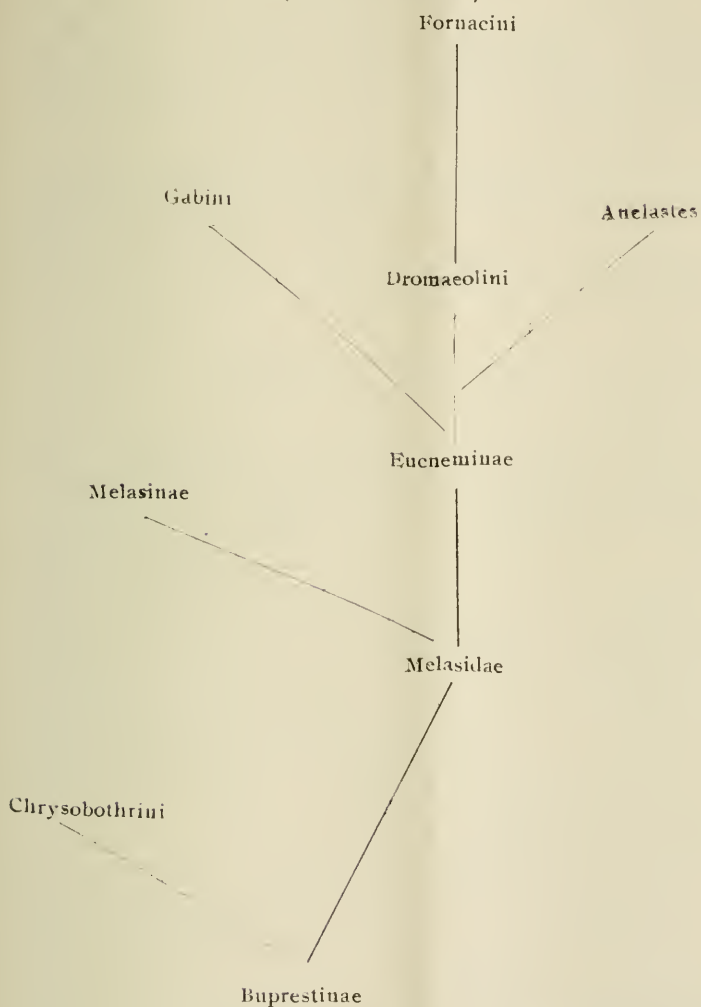 Fornacini
Gabini
Anelastes
Dromaeolini
Eucneminae
Melasinae
Melasidae
Chrysobothrini
Buprestinae